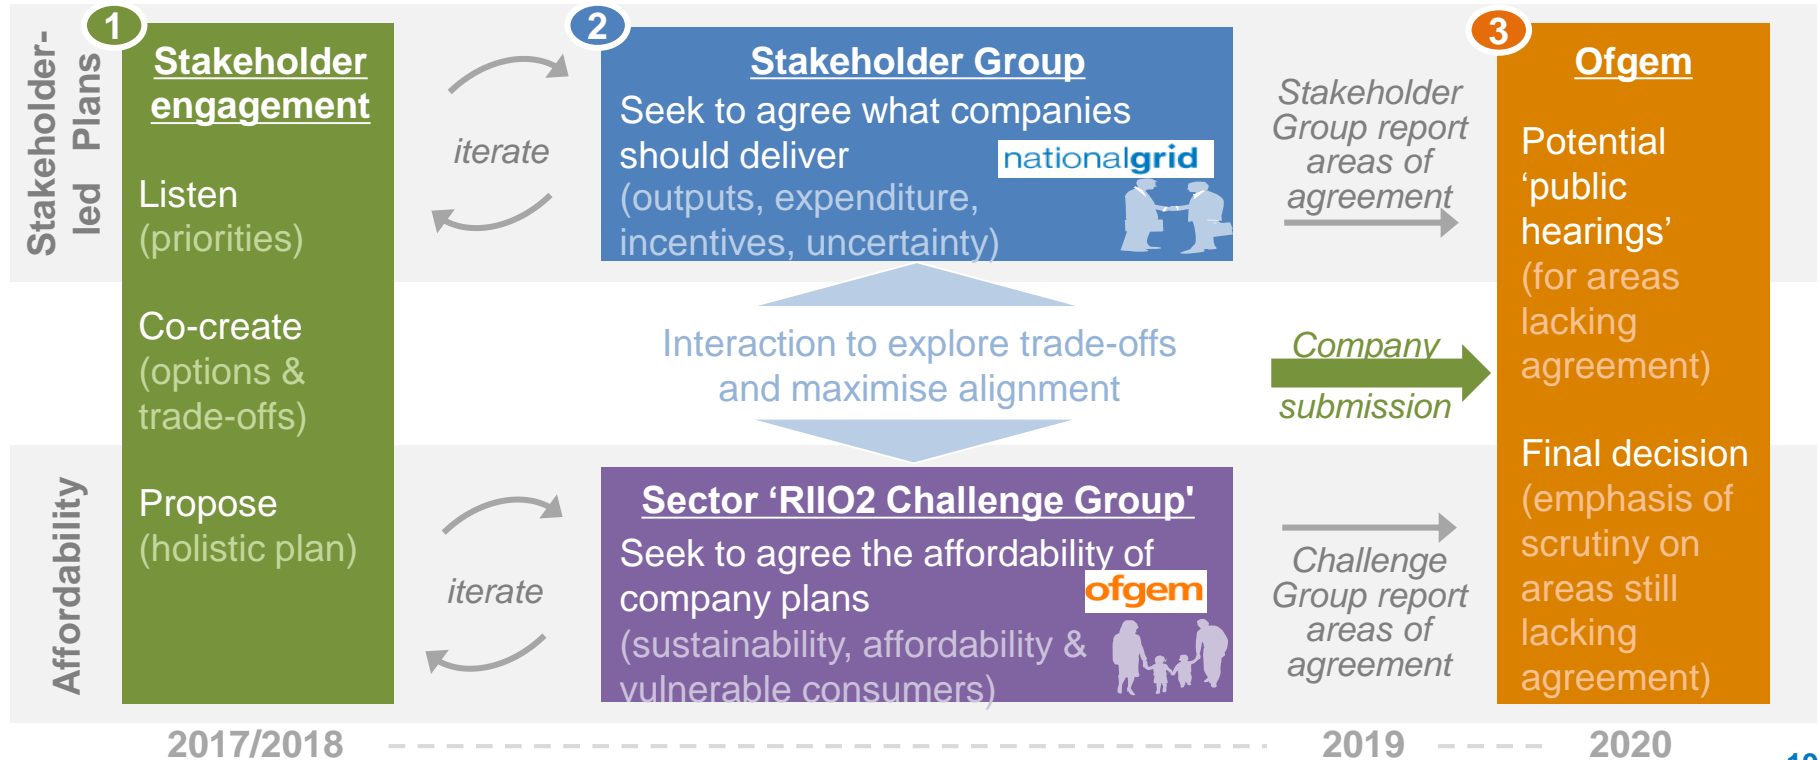 Stakeholder-
led Plans
1
Stakeholder
engagement
Listen
(priorities)
Co-create
(options &
trade-offs)
Propose
(holistic plan)
iterate
2
Stakeholder Group
Seek to agree what companies
should deliver
nationalgrid
(outputs, expenditure,
incentives, uncertainty)
Stakeholder
Group report
areas of
agreement
3
Ofgem
Potential
‘public
hearings’
(for areas
lacking
agreement)
Final decision
(emphasis of
scrutiny on
areas still
lacking
agreement)
Interaction to explore trade-offs
and maximise alignment
Company
submission
Affordability
iterate
Sector ‘RIIO2 Challenge Group'
Seek to agree the affordability of
company plans
ofgem
(sustainability, affordability &
vulnerable consumers)
Challenge
Group report
areas of
agreement
2017/2018
2019
2020